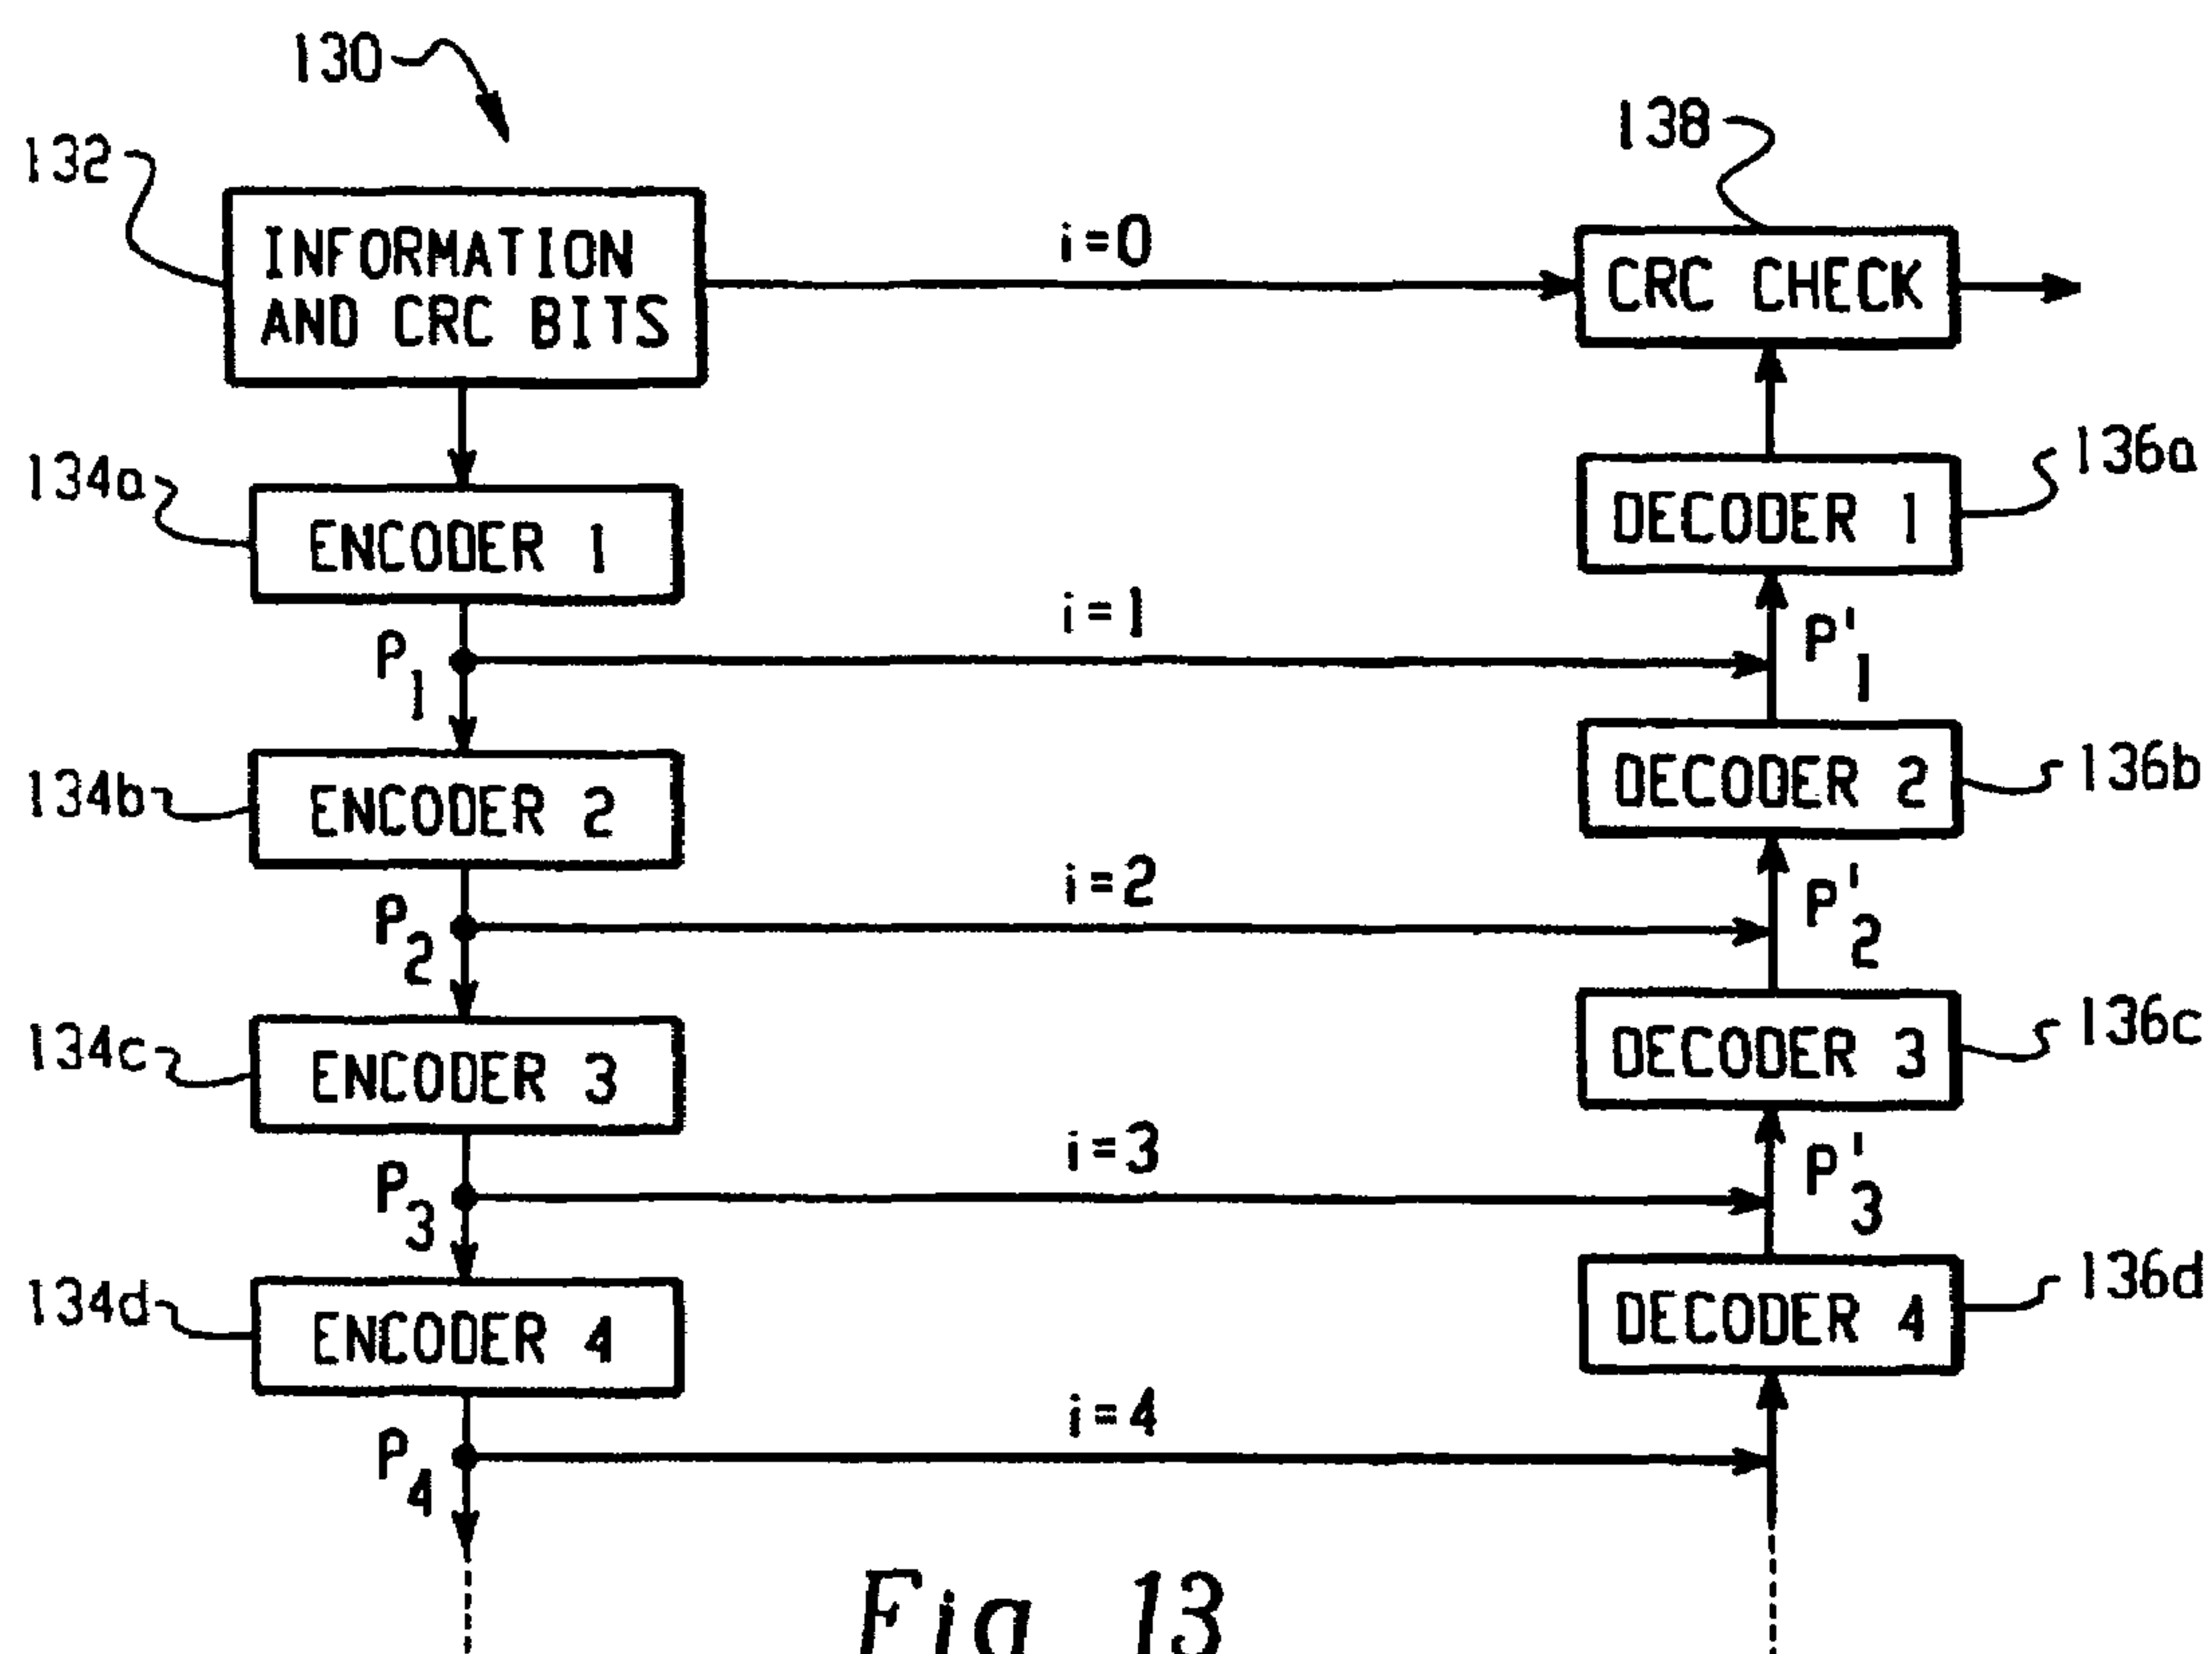 130
138
132
INFORMATION
AND CRC BITS
i=0
CRC CHECK
134a
ENCODER 1
DECODER 1
136a
i=1
P1
P'1
134b
ENCODER 2
DECODER 2
136b
i=2
P2
P'2
134c
ENCODER 3
DECODER 3
136c
i=3
P3
P'3
134d
ENCODER 4
DECODER 4
136d
i=4
P4
Fig 13